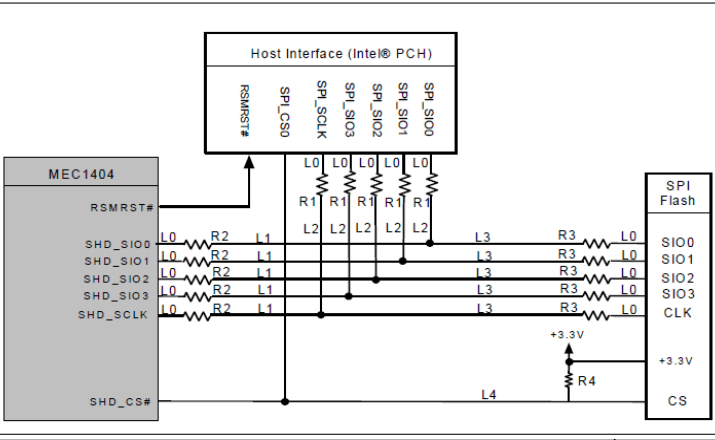 Host Interface (Intel® PCH)
RSMRST#
SPI_CS0
SPI_SCLK
SPI_SIO3
SPI_SIO2
SPI_SIO1
SPI_SIO0
L0 L0 L0 L0 L0
R1 R1 R1 R1 R1
L2 L2 L2 L2 L2
MEC1404
RSMRST#
SHD_SIO0 L0 R2 L1 L3 R3 L0 SIO0
SHD_SIO1 L0 R2 L1 L3 R3 L0 SIO1
SHD_SIO2 L0 R2 L1 L3 R3 L0 SIO2
SHD_SIO3 L0 R2 L1 L3 R3 L0 SIO3
SHD_SCLK L0 R2 L1 L3 R3 L0 CLK
SPI
Flash
+3.3V
+3.3V
R4
SHD_CS# L4 CS